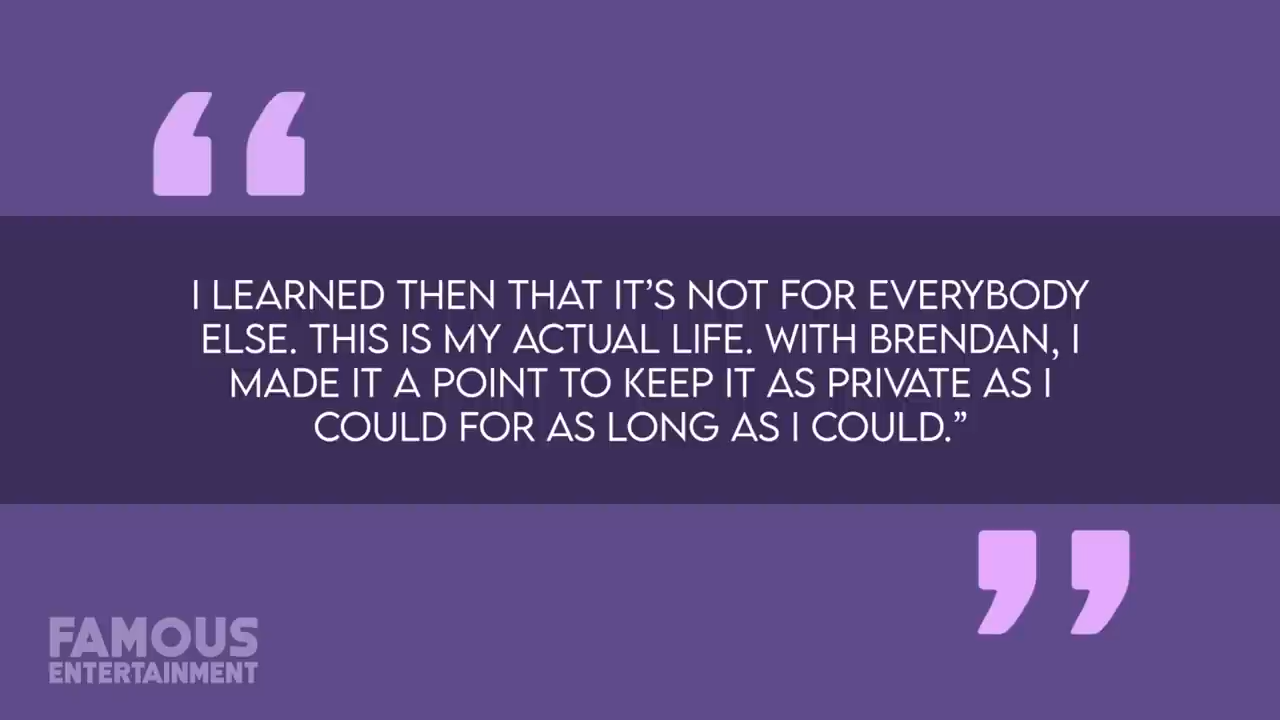 I LEARNED THEN THAT IT’S NOT FOR EVERYBODY
ELSE. THIS IS MY ACTUAL LIFE. WITH BRENDAN, I
MADE IT A POINT TO KEEP IT AS PRIVATE AS I
COULD FOR AS LONG AS I COULD.”
FAMOUS
ENTERTAINMENT